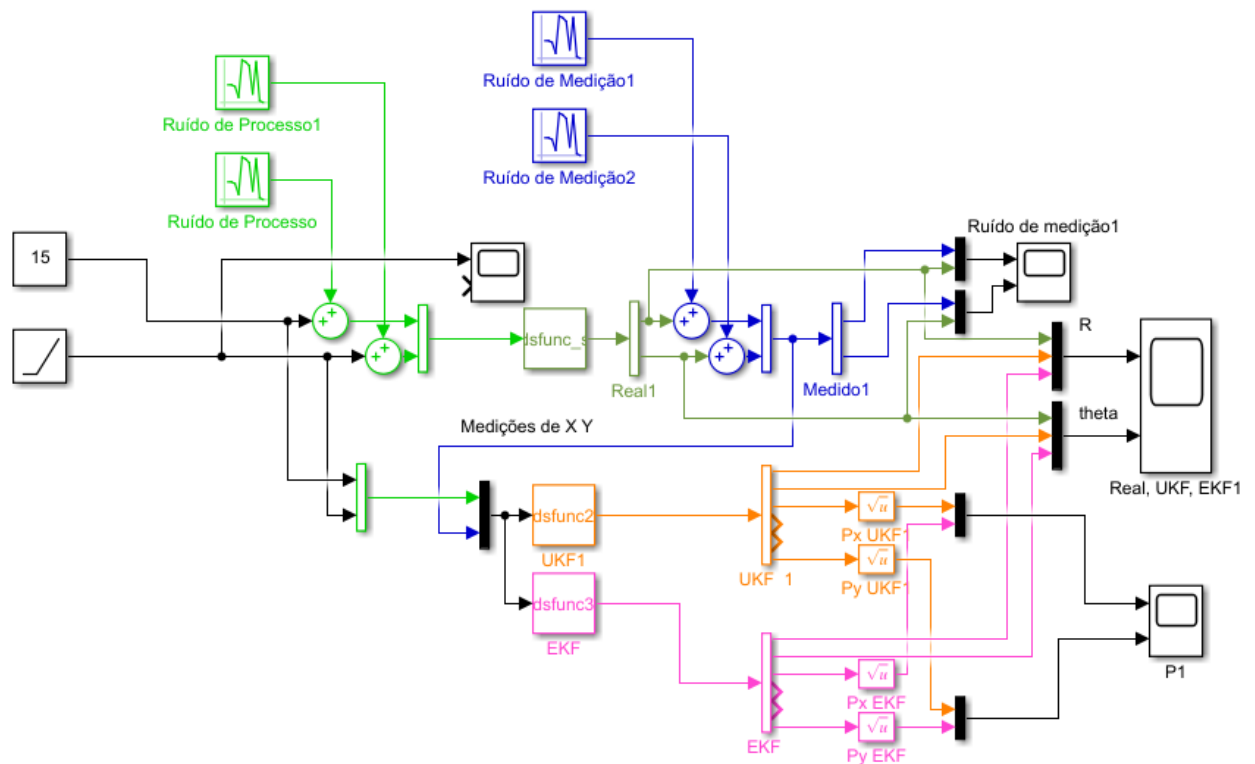 Ruído de Medição1
Ruído de Processo1
Ruído de Medição2
Ruído de Processo
Ruído de medição1
15
++
++
++
++
dsfunc_s
R
Real1
Medido1
theta
Medições de X Y
Real, UKF, EKF1
dsfunc2
√u
Px UKF1
UKF1
UKF 1
√u
Py UKF1
dsfunc3
EKF
P1
√u
Px EKF
EKF
√u
Py EKF